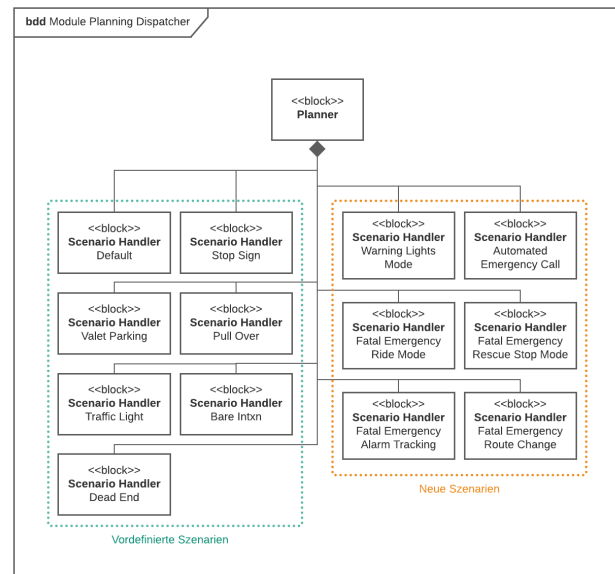 bdd Module Planning Dispatcher
<<block>>
Planner
<<block>>
Scenario Handler
Default
<<block>>
Scenario Handler
Stop Sign
<<block>>
Scenario Handler
Warning Lights
Mode
<<block>>
Scenario Handler
Automated
Emergency Call
<<block>>
Scenario Handler
Valet Parking
<<block>>
Scenario Handler
Pull Over
<<block>>
Scenario Handler
Fatal Emergency
Ride Mode
<<block>>
Scenario Handler
Fatal Emergency
Rescue Stop Mode
<<block>>
Scenario Handler
Traffic Light
<<block>>
Scenario Handler
Bare Intxn
<<block>>
Scenario Handler
Fatal Emergency
Alarm Tracking
<<block>>
Scenario Handler
Fatal Emergency
Route Change
<<block>>
Scenario Handler
Dead End
Neue Szenarien
Vordefinierte Szenarien